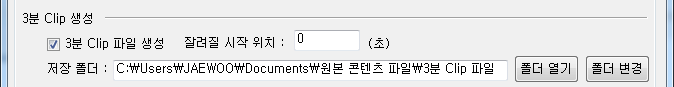 3분 Clip 생성
3분 Clip 파일 생성 잘려질 시작 위치 : 0 (초)
저장 폴더 : C:₩Users₩JAEWOO₩Documents₩원본 콘텐츠 파일₩3분 Clip 파일 폴더 열기 폴더 변경